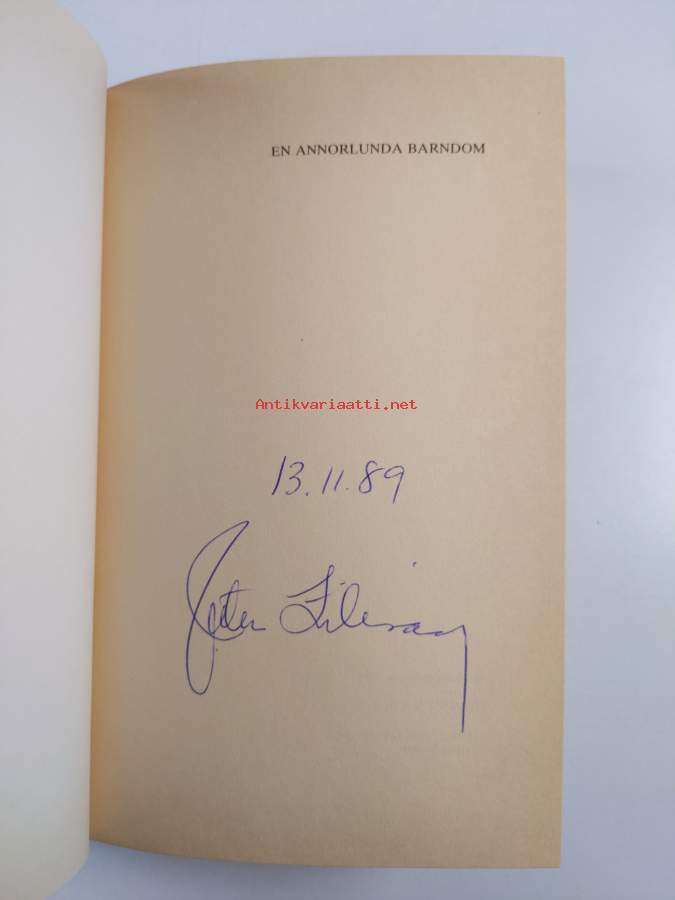 EN ANNORLUNDA BARNDOM
Antikvariaatti.net
13.11.89